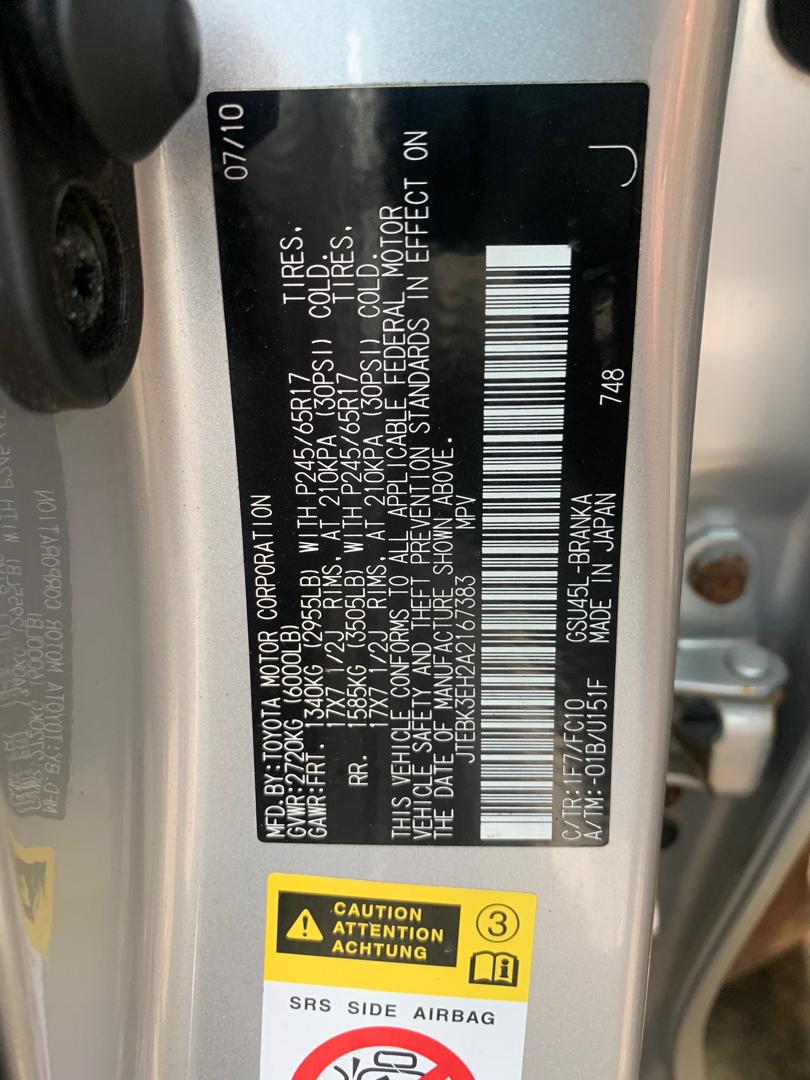 07/10
MFD.BY:TOYOTA MOTOR CORPORATION
GVWR:2720KG (6000LB)
GAWR:FRT. 1340KG (2955LB) WITH P245/65R17 TIRES,
17X7 1/2J RIMS, AT 210KPA (30PSI) COLD.
RR. 1585KG (3505LB) WITH P245/65R17 TIRES,
17X7 1/2J RIMS, AT 210KPA (30PSI) COLD.
THIS VEHICLE CONFORMS TO ALL APPLICABLE FEDERAL MOTOR
VEHICLE SAFETY AND THEFT PREVENTION STANDARDS IN EFFECT ON
THE DATE OF MANUFACTURE SHOWN ABOVE.
JTEBK3EH2A2167383 MPV
C/TR:1F7/FC10 GSU45L-BRANKA
A/TM:-01B/U151F MADE IN JAPAN 748
J
CAUTION
ATTENTION
ACHTUNG
3
i
SRS SIDE AIRBAG